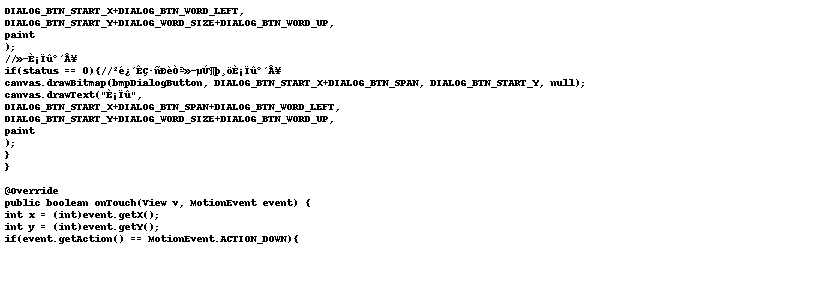 DIALOG_BTN_START_X+DIALOG_BTN_WORD_LEFT,
DIALOG_BTN_START_Y+DIALOG_WORD_SIZE+DIALOG_BTN_WORD_UP,
paint
);
//»-È¡Ïû°´Å¥
if(status == 0){//²é¿´ÊÇ·ñÐèÒª»-µÚ¶þ¸öÈ¡Ïû°´Å¥
canvas.drawBitmap(bmpDialogButton, DIALOG_BTN_START_X+DIALOG_BTN_SPAN, DIALOG_BTN_START_Y, null);
canvas.drawText("È¡Ïû",
DIALOG_BTN_START_X+DIALOG_BTN_SPAN+DIALOG_BTN_WORD_LEFT,
DIALOG_BTN_START_Y+DIALOG_WORD_SIZE+DIALOG_BTN_WORD_UP,
paint
);
}
}
@Override
public boolean onTouch(View v, MotionEvent event) {
int x = (int)event.getX();
int y = (int)event.getY();
if(event.getAction() == MotionEvent.ACTION_DOWN){